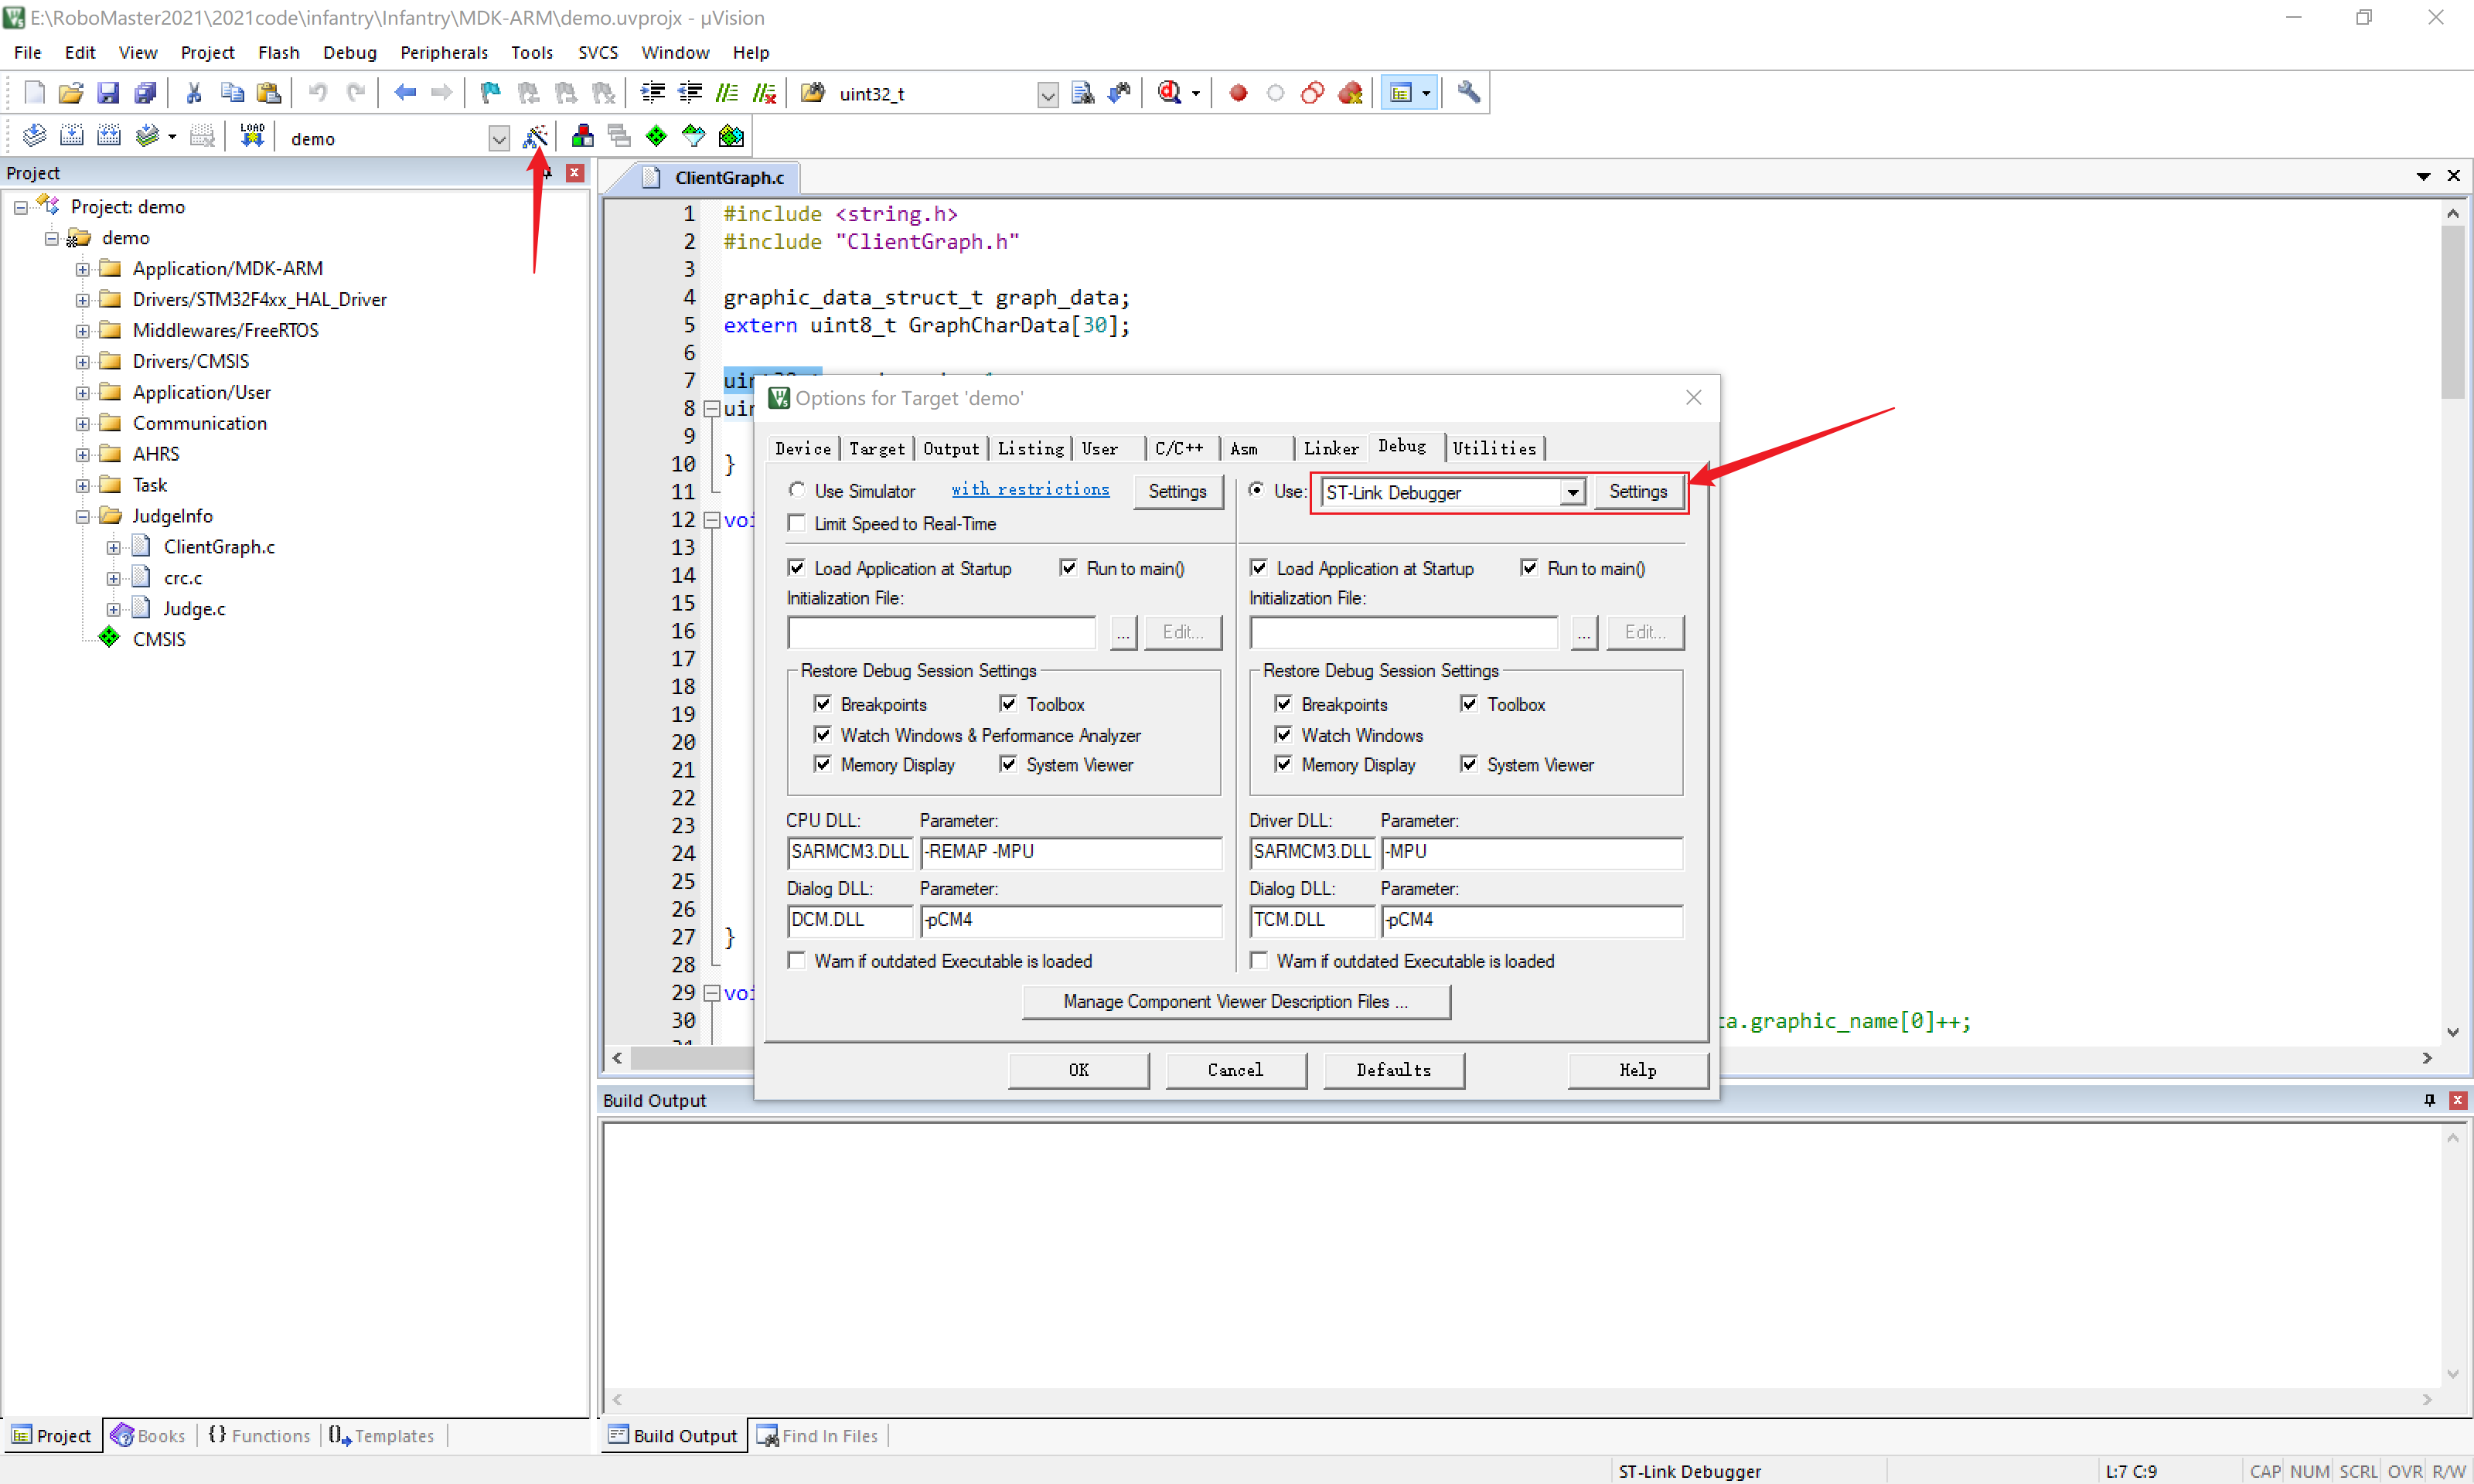 E:\RoboMaster2021\2021code\infantry\Infantry\MDK-ARM\demo.uvprojx - µVision
File Edit View Project Flash Debug Peripherals Tools SVCS Window Help
uint32_t
LOAD demo
Project
Project: demo
demo
Application/MDK-ARM
Drivers/STM32F4xx_HAL_Driver
Middlewares/FreeRTOS
Drivers/CMSIS
Application/User
Communication
AHRS
Task
JudgeInfo
ClientGraph.c
crc.c
Judge.c
CMSIS
Project Books Functions Templates
ClientGraph.c
1 #include <string.h>
2 #include "ClientGraph.h"
3
4 graphic_data_struct_t graph_data;
5 extern uint8_t GraphCharData[30];
6
7
8
9
10 }
11
12 voi
13
14
15
16
17
18
19
20
21
22
23
24
25
26
27 }
28
29 voi
30 ta.graphic_name[0]++;
Options for Target 'demo'
Device Target Output Listing User C/C++ Asm Linker Debug Utilities
Use Simulator with restrictions Settings
Limit Speed to Real-Time
Use: ST-Link Debugger Settings
Load Application at Startup Run to main()
Initialization File:
... Edit...
Restore Debug Session Settings
Breakpoints Toolbox
Watch Windows & Performance Analyzer
Memory Display System Viewer
CPU DLL: Parameter:
SARMCM3.DLL -REMAP -MPU
Dialog DLL: Parameter:
DCM.DLL -pCM4
Warn if outdated Executable is loaded
Load Application at Startup Run to main()
Initialization File:
... Edit...
Restore Debug Session Settings
Breakpoints Toolbox
Watch Windows
Memory Display System Viewer
Driver DLL: Parameter:
SARMCM3.DLL -MPU
Dialog DLL: Parameter:
TCM.DLL -pCM4
Warn if outdated Executable is loaded
Manage Component Viewer Description Files ...
OK Cancel Defaults Help
Build Output
Build Output Find In Files
ST-Link Debugger L:7 C:9 CAP NUM SCRL OVR R/W